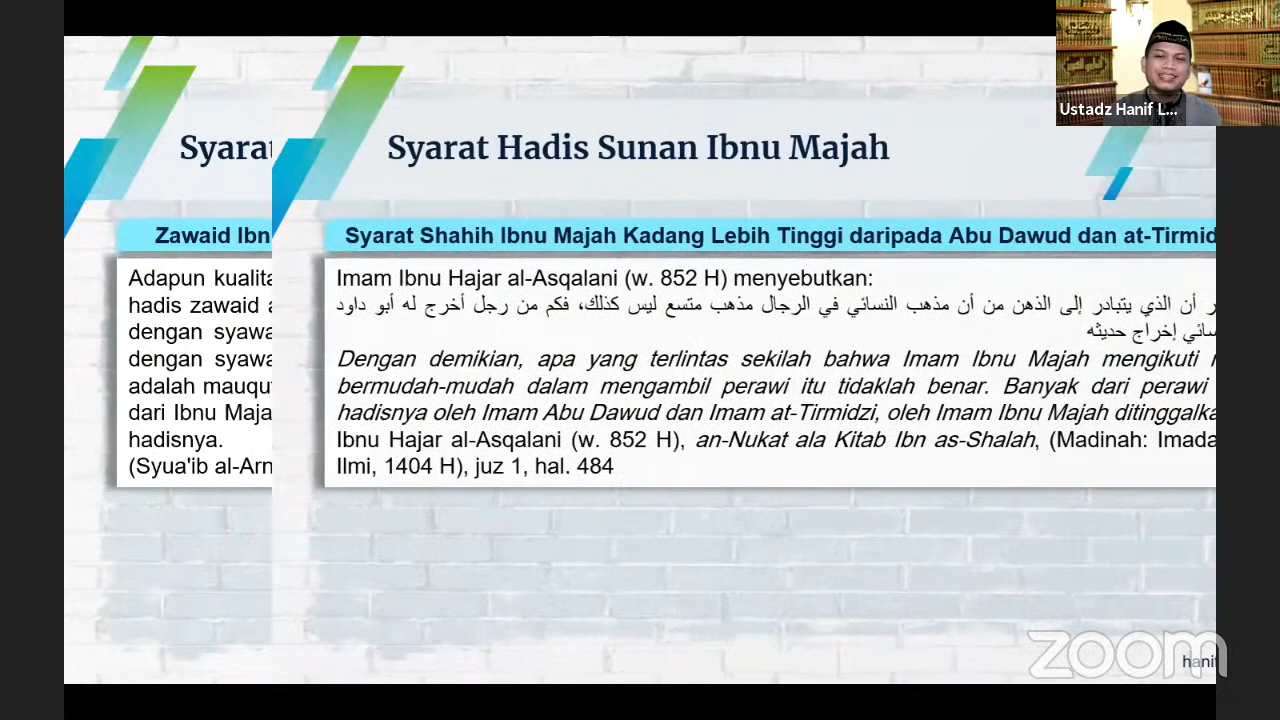 Ustadz Hanif L...
Syarat
Syarat Hadis Sunan Ibnu Majah
Zawaid Ibn
Adapun kualita
hadis zawaid a
dengan syawa
dengan syawa
adalah mauqu
dari Ibnu Maja
hadisnya.
(Syua'ib al-Arn
Syarat Shahih Ibnu Majah Kadang Lebih Tinggi daripada Abu Dawud dan at-Tirmid
Imam Ibnu Hajar al-Asqalani (w. 852 H) menyebutkan:
ر أن الذي يتبادر إلى الذهن من أن مذهب النسائي في الرجال مذهب متسع ليس كذلك، فكم من رجل أخرج له أبو داود
سائي إخراج حديثه
Dengan demikian, apa yang terlintas sekilah bahwa Imam Ibnu Majah mengikuti
bermudah-mudah dalam mengambil perawi itu tidaklah benar. Banyak dari perawi
hadisnya oleh Imam Abu Dawud dan Imam at-Tirmidzi, oleh Imam Ibnu Majah ditinggalka
Ibnu Hajar al-Asqalani (w. 852 H), an-Nukat ala Kitab Ibn as-Shalah, (Madinah: Imada
Ilmi, 1404 H), juz 1, hal. 484
zoom
hanif